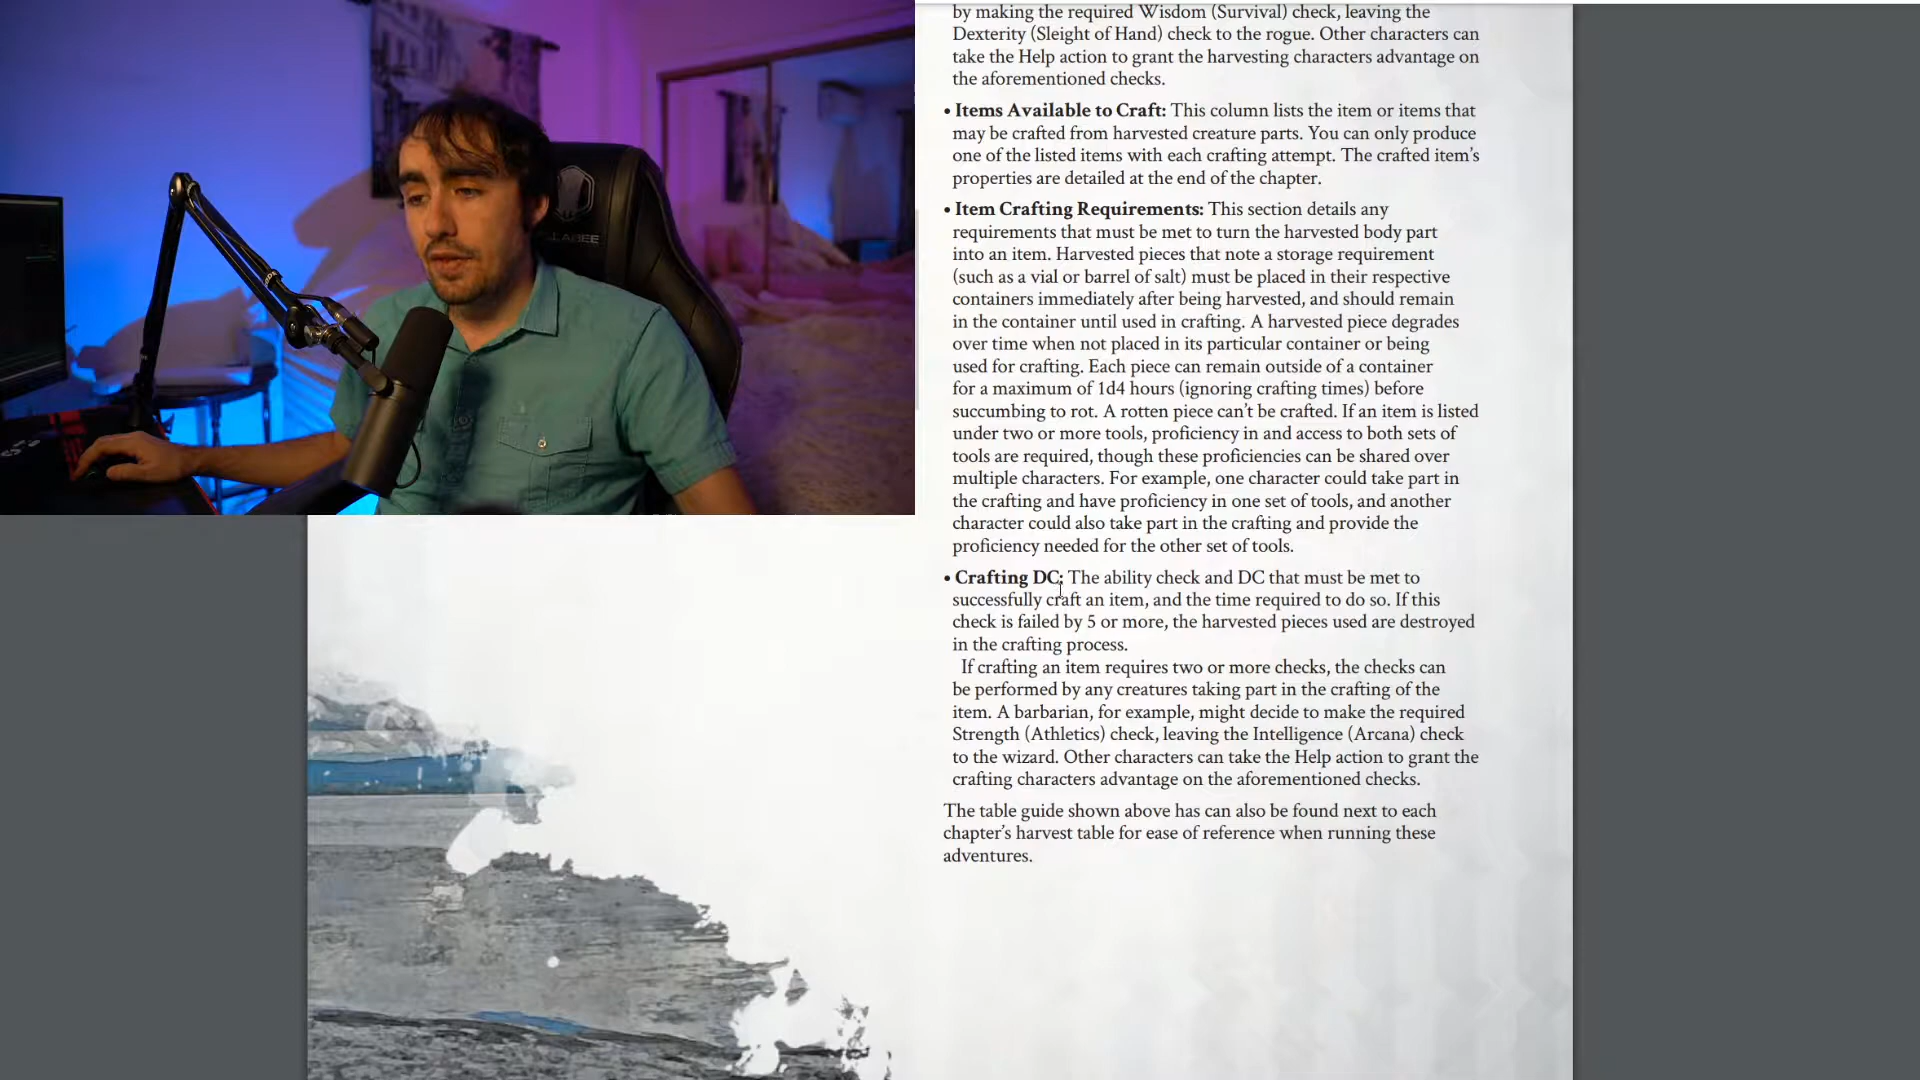 by making the required Wisdom (Survival) check, leaving the
Dexterity (Sleight of Hand) check to the rogue. Other characters can
take the Help action to grant the harvesting characters advantage on
the aforementioned checks.
• Items Available to Craft: This column lists the item or items that
may be crafted from harvested creature parts. You can only produce
one of the listed items with each crafting attempt. The crafted item’s
properties are detailed at the end of the chapter.
• Item Crafting Requirements: This section details any
requirements that must be met to turn the harvested body part
into an item. Harvested pieces that note a storage requirement
(such as a vial or barrel of salt) must be placed in their respective
containers immediately after being harvested, and should remain
in the container until used in crafting. A harvested piece degrades
over time when not placed in its particular container or being
used for crafting. Each piece can remain outside of a container
for a maximum of 1d4 hours (ignoring crafting times) before
succumbing to rot. A rotten piece can’t be crafted. If an item is listed
under two or more tools, proficiency in and access to both sets of
tools are required, though these proficiencies can be shared over
multiple characters. For example, one character could take part in
the crafting and have proficiency in one set of tools, and another
character could also take part in the crafting and provide the
proficiency needed for the other set of tools.
• Crafting DC: The ability check and DC that must be met to
successfully craft an item, and the time required to do so. If this
check is failed by 5 or more, the harvested pieces used are destroyed
in the crafting process.
If crafting an item requires two or more checks, the checks can
be performed by any creatures taking part in the crafting of the
item. A barbarian, for example, might decide to make the required
Strength (Athletics) check, leaving the Intelligence (Arcana) check
to the wizard. Other characters can take the Help action to grant the
crafting characters advantage on the aforementioned checks.
The table guide shown above has can also be found next to each
chapter’s harvest table for ease of reference when running these
adventures.